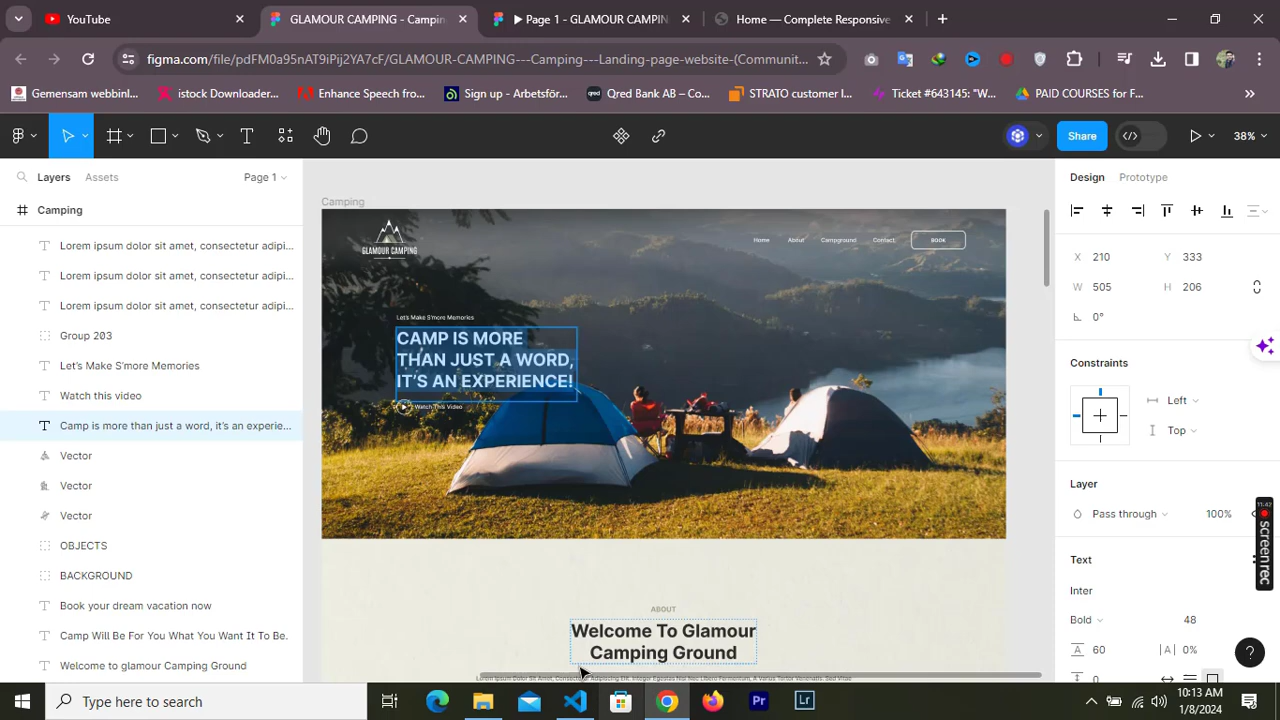 YouTube
GLAMOUR CAMPING - Campin
Page 1 - GLAMOUR CAMPIN
Home — Complete Responsive
figma.com/file/pdFM0a95nAT9iPij2YA7cF/GLAMOUR-CAMPING---Camping---Landing-page-website-(Communit...
Gemensam webbinl...
istock Downloader...
Enhance Speech fro...
Sign up - Arbetsför...
Qred Bank AB – Co...
STRATO customer l...
Ticket #643145: "W...
PAID COURSES for F...
Share
38%
Layers
Assets
Page 1
Camping
Lorem ipsum dolor sit amet, consectetur adipi...
Lorem ipsum dolor sit amet, consectetur adipi...
Lorem ipsum dolor sit amet, consectetur adipi...
Group 203
Let's Make S'more Memories
Watch this video
Camp is more than just a word, it's an experie...
Vector
Vector
Vector
OBJECTS
BACKGROUND
Book your dream vacation now
Camp Will Be For You What You Want It To Be.
Welcome to glamour Camping Ground
Camping
GLAMOUR CAMPING
Home
About
Campground
Contact
BOOK
Let's Make S'more Memories
CAMP IS MORE
THAN JUST A WORD,
IT'S AN EXPERIENCE!
Watch This Video
ABOUT
Welcome To Glamour
Camping Ground
Design
Prototype
X 210
Y 333
W 505
H 206
0°
Constraints
Left
Top
Layer
Pass through
100%
Text
Inter
Bold
48
60
0%
11:42
screenrec
?
Type here to search
Pr
Lr
10:13 AM
1/8/2024